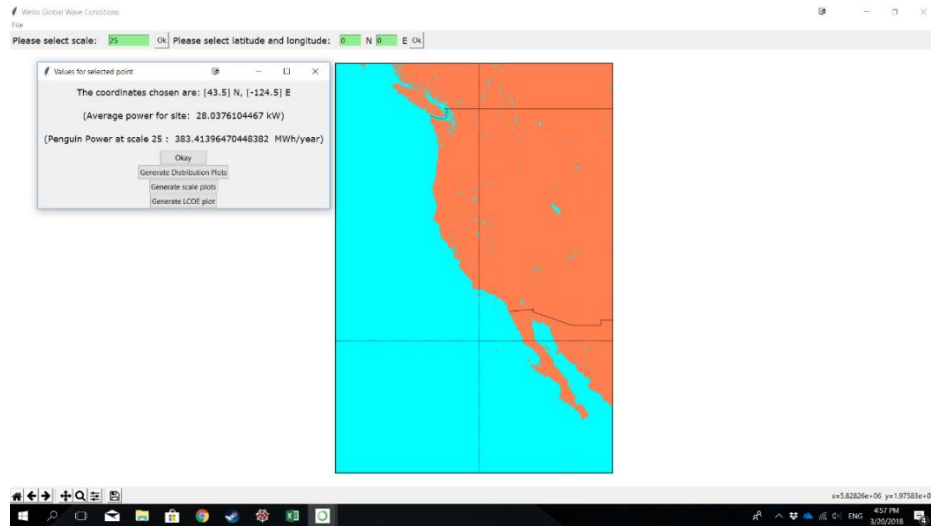 Wello Global Wave Conditions
File
Please select scale: 25 Ok Please select latitude and longitude: 0 N 0 E Ok
Values for selected point
The coordinates chosen are: [43.5] N, [-124.5] E
(Average power for site: 28.0376104467 kW)
(Penguin Power at scale 25 : 383.41396470448382 MWh/year)
Okay
Generate Distribution Plots
Generate scale plots
Generate LCOE plot
x=5.82826e+06 y=1.97583e+0
ENG
4:57 PM
3/20/2018